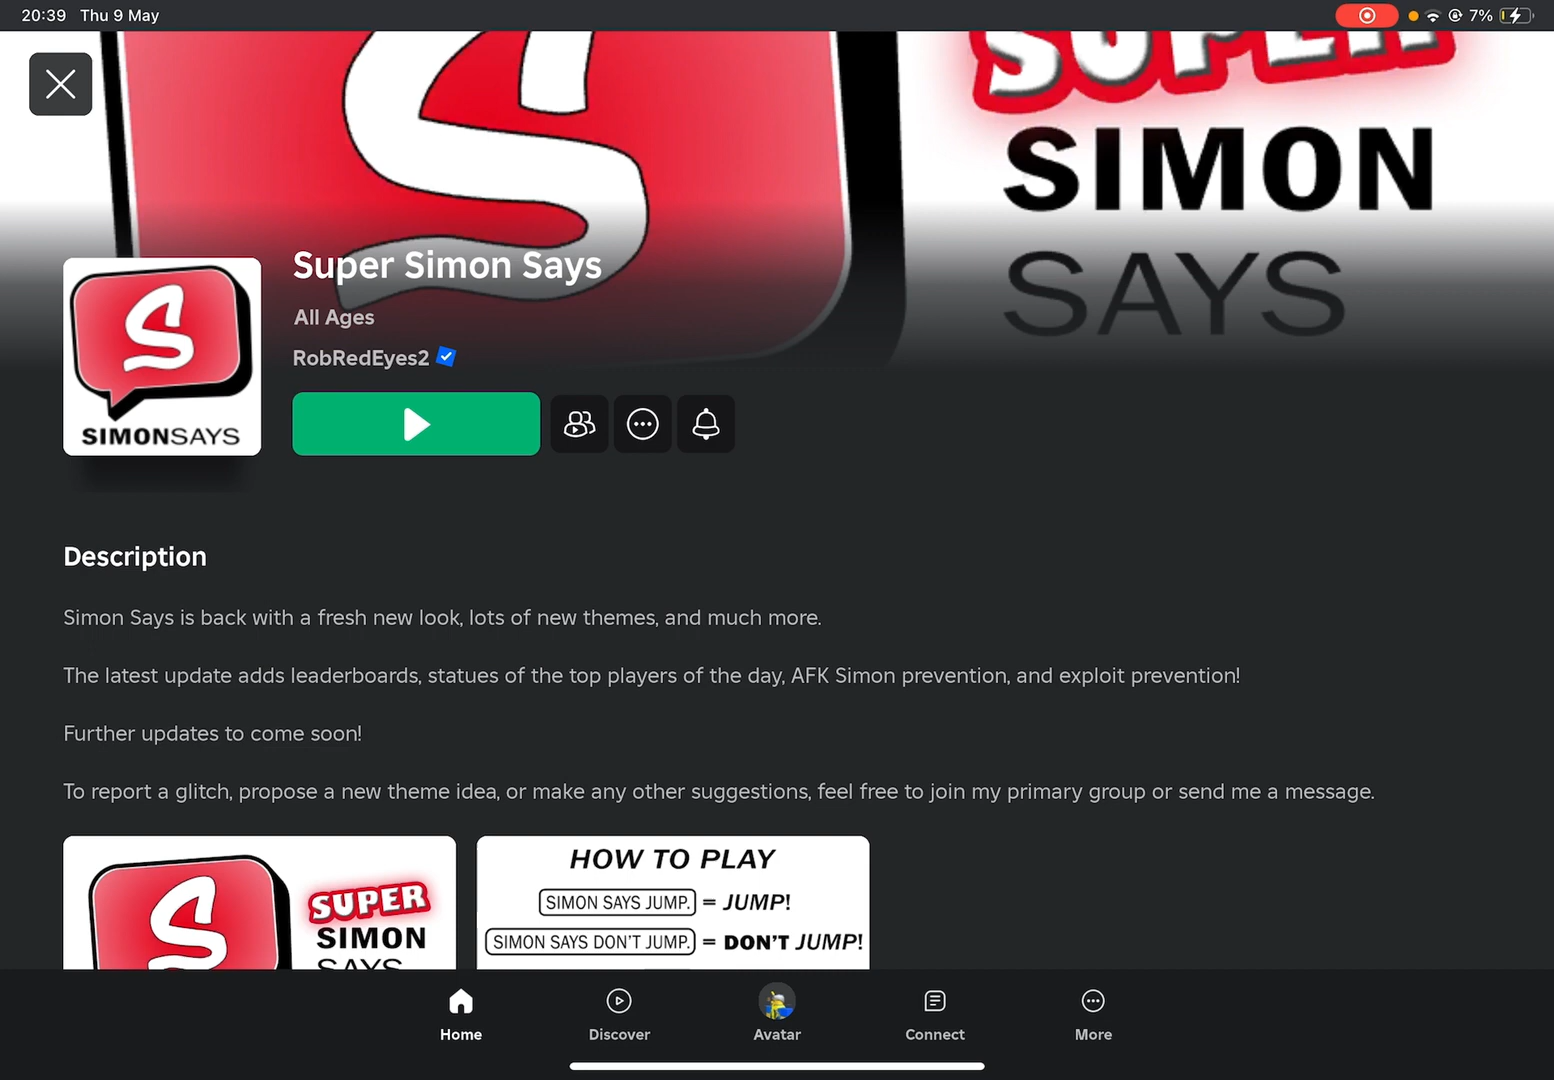 20:39 Thu 9 May
7%
SUPER
SIMON
SAYS
Super Simon Says
All Ages
RobRedEyes2
S
SIMONSAYS
Description
Simon Says is back with a fresh new look, lots of new themes, and much more.
The latest update adds leaderboards, statues of the top players of the day, AFK Simon prevention, and exploit prevention!
Further updates to come soon!
To report a glitch, propose a new theme idea, or make any other suggestions, feel free to join my primary group or send me a message.
S
SUPER
SIMON
SAYS
HOW TO PLAY
SIMON SAYS JUMP. = JUMP!
SIMON SAYS DON'T JUMP. = DON'T JUMP!
Home
Discover
Avatar
Connect
More